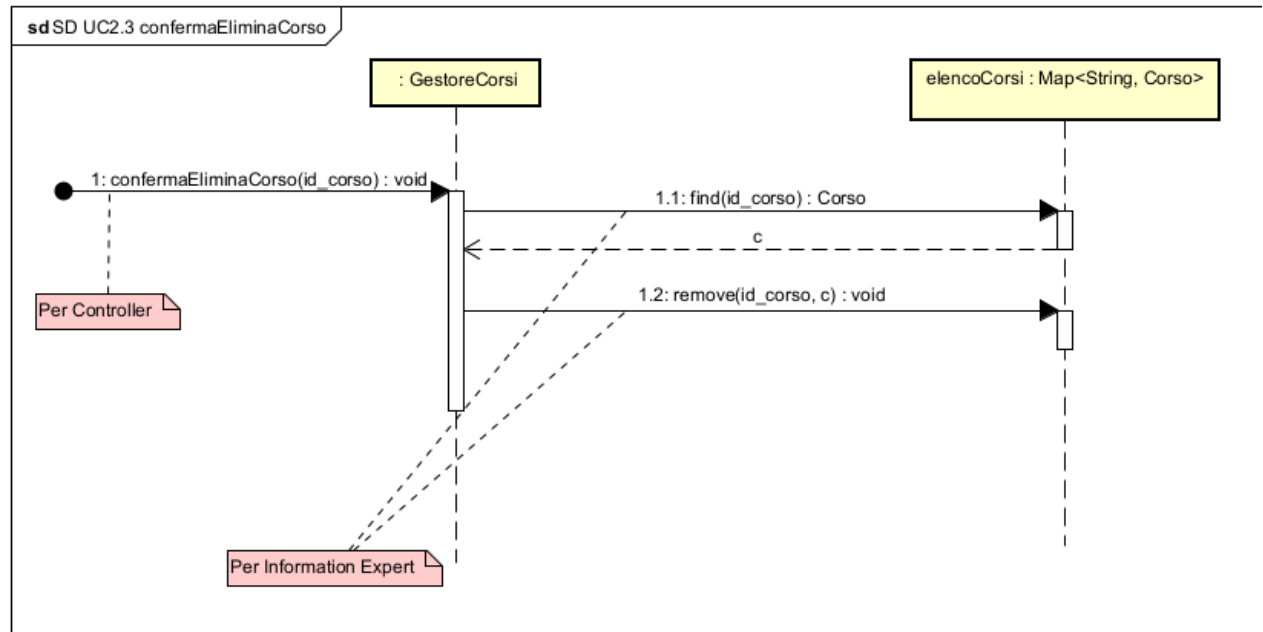 sd SD UC2.3 confermaEliminaCorso
: GestoreCorsi
elencoCorsi : Map<String, Corso>
1: confermaEliminaCorso(id_corso) : void
1.1: find(id_corso) : Corso
c
1.2: remove(id_corso, c) : void
Per Controller
Per Information Expert